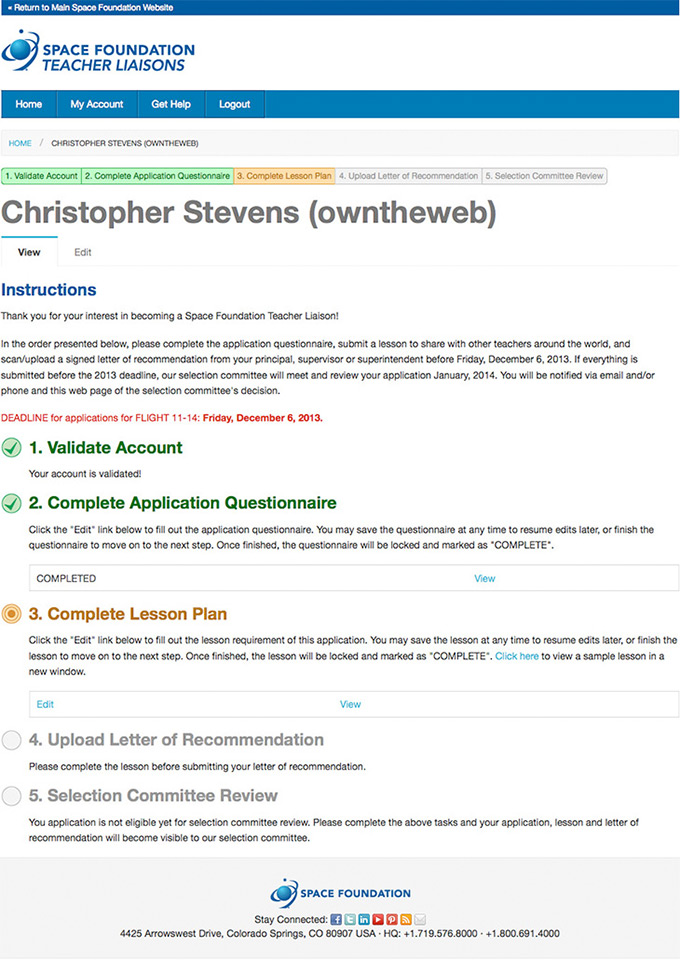 « Return to Main Space Foundation Website
SPACE FOUNDATION
TEACHER LIAISONS
Home My Account Get Help Logout
HOME / CHRISTOPHER STEVENS (OWNTHEWEB)
1. Validate Account 2. Complete Application Questionnaire 3. Complete Lesson Plan 4. Upload Letter of Recommendation 5. Selection Committee Review
Christopher Stevens (owntheweb)
View Edit
Instructions
Thank you for your interest in becoming a Space Foundation Teacher Liaison!
In the order presented below, please complete the application questionnaire, submit a lesson to share with other teachers around the world, and
scan/upload a signed letter of recommendation from your principal, supervisor or superintendent before Friday, December 6, 2013. If everything is
submitted before the 2013 deadline, our selection committee will meet and review your application January, 2014. You will be notified via email and/or
phone and this web page of the selection committee's decision.
DEADLINE for applications for FLIGHT 11-14: Friday, December 6, 2013.
1. Validate Account
Your account is validated!
2. Complete Application Questionnaire
Click the "Edit" link below to fill out the application questionnaire. You may save the questionnaire at any time to resume edits later, or finish the
questionnaire to move on to the next step. Once finished, the questionnaire will be locked and marked as "COMPLETE".
COMPLETED View
3. Complete Lesson Plan
Click the "Edit" link below to fill out the lesson requirement of this application. You may save the lesson at any time to resume edits later, or finish the
lesson to move on to the next step. Once finished, the lesson will be locked and marked as "COMPLETE". Click here to view a sample lesson in a
new window.
Edit View
4. Upload Letter of Recommendation
Please complete the lesson before submitting your letter of recommendation.
5. Selection Committee Review
You application is not eligible yet for selection committee review. Please complete the above tasks and your application, lesson and letter of
recommendation will become visible to our selection committee.
SPACE FOUNDATION
Stay Connected:
4425 Arrowswest Drive, Colorado Springs, CO 80907 USA · HQ: +1.719.576.8000 · +1.800.691.4000